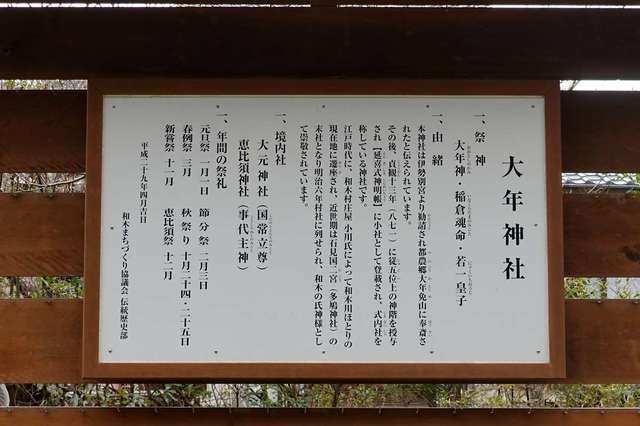 大年神社
一、祭神
大年神・稲倉魂命・若一皇子
一、由緒
本神社は伊勢別宮より勧請され都農郷大年免山に奉斎さ
れたと伝えられています。
その後、貞観十三年（八七一）に従五位上の神階を授与
され【延喜式神明帳】に小社として登載され、式内社を
称している神社です。
江戸時代に、和木村庄屋 小川氏によって和木川ほとりの
現在地に遷座され、近世期は石見国二宮（多鳩神社）の
末社となり明治六年村社に列せられ、和木の氏神様とし
て崇敬されています。
一、境内社
大元神社（国常立尊）
恵比須神社（事代主神）
一、年間の祭礼
元旦祭 一月一日 節分祭 二月三日
春例祭 三月 秋祭り 十月二十四・二十五日
新嘗祭 十一月 恵比須祭 十二月
平成二十九年四月吉日
和木まちづくり協議会 伝統歴史部